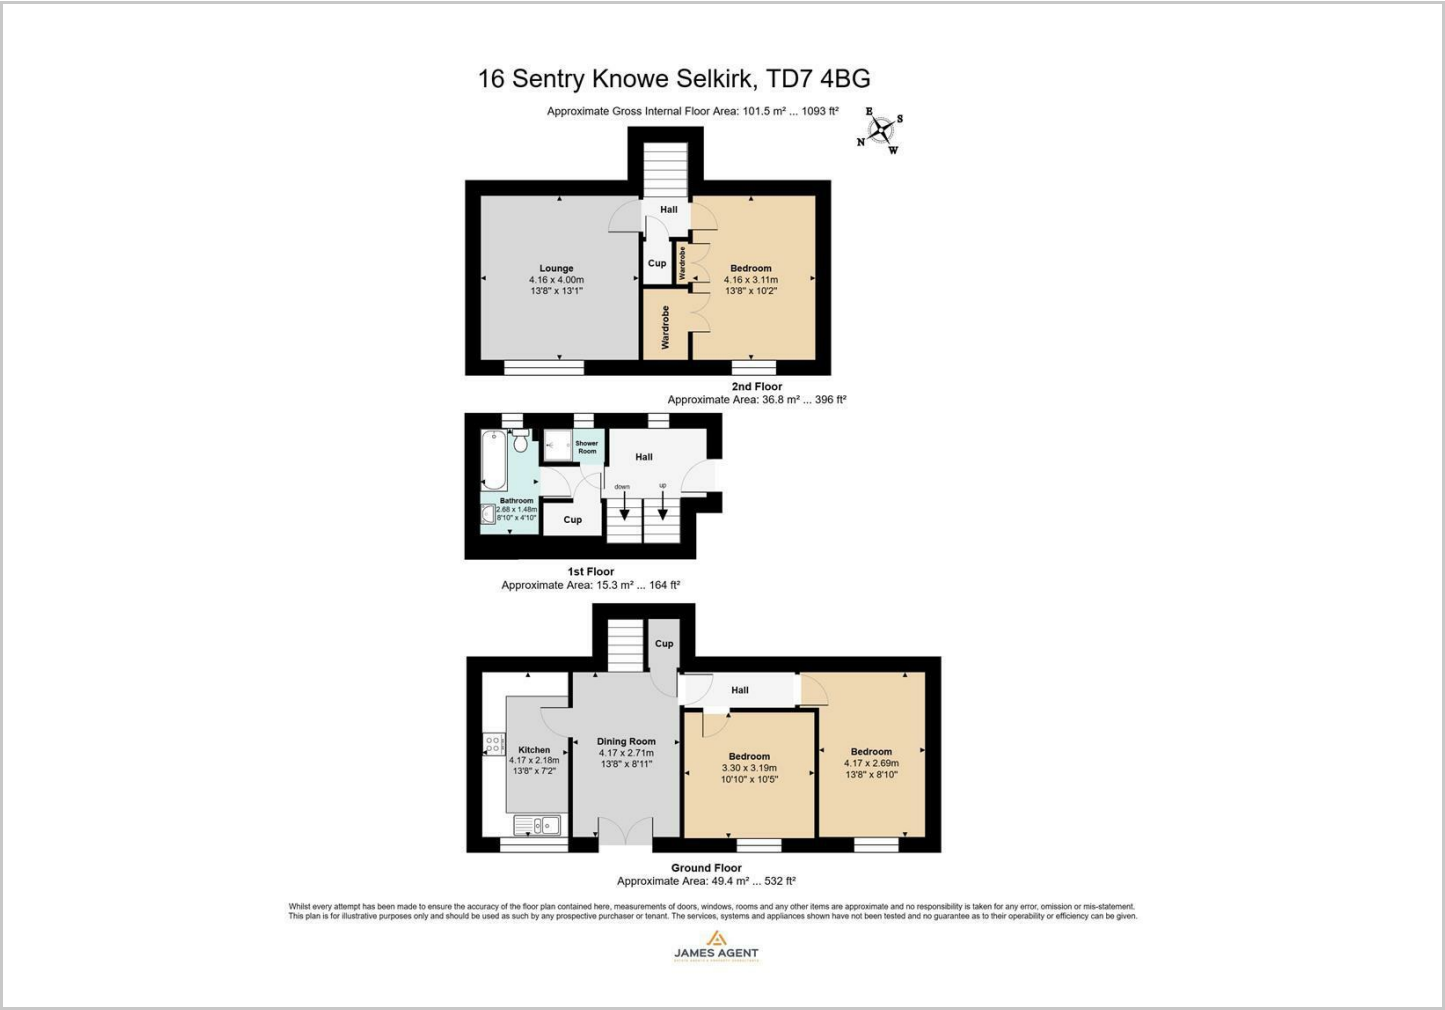 16 Sentry Knowe Selkirk, TD7 4BG
Approximate Gross Internal Floor Area: 101.5 m² ... 1093 ft²
E
S
N
W
Hall
Cup
Wardrobe
Wardrobe
Lounge
4.16 x 4.00m
13'8" x 13'1"
Bedroom
4.16 x 3.11m
13'8" x 10'2"
2nd Floor
Approximate Area: 36.8 m² ... 396 ft²
Shower
Room
Hall
down
up
Bathroom
2.68 x 1.48m
8'10" x 4'10"
Cup
1st Floor
Approximate Area: 15.3 m² ... 164 ft²
Cup
Hall
Kitchen
4.17 x 2.18m
13'8" x 7'2"
Dining Room
4.17 x 2.71m
13'8" x 8'11"
Bedroom
3.30 x 3.19m
10'10" x 10'5"
Bedroom
4.17 x 2.69m
13'8" x 8'10"
Ground Floor
Approximate Area: 49.4 m² ... 532 ft²
Whilst every attempt has been made to ensure the accuracy of the floor plan contained here, measurements of doors, windows, rooms and any other items are approximate and no responsibility is taken for any error, omission or mis-statement.
This plan is for illustrative purposes only and should be used as such by any prospective purchaser or tenant. The services, systems and appliances shown have not been tested and no guarantee as to their operability or efficiency can be given.
JAMES AGENT